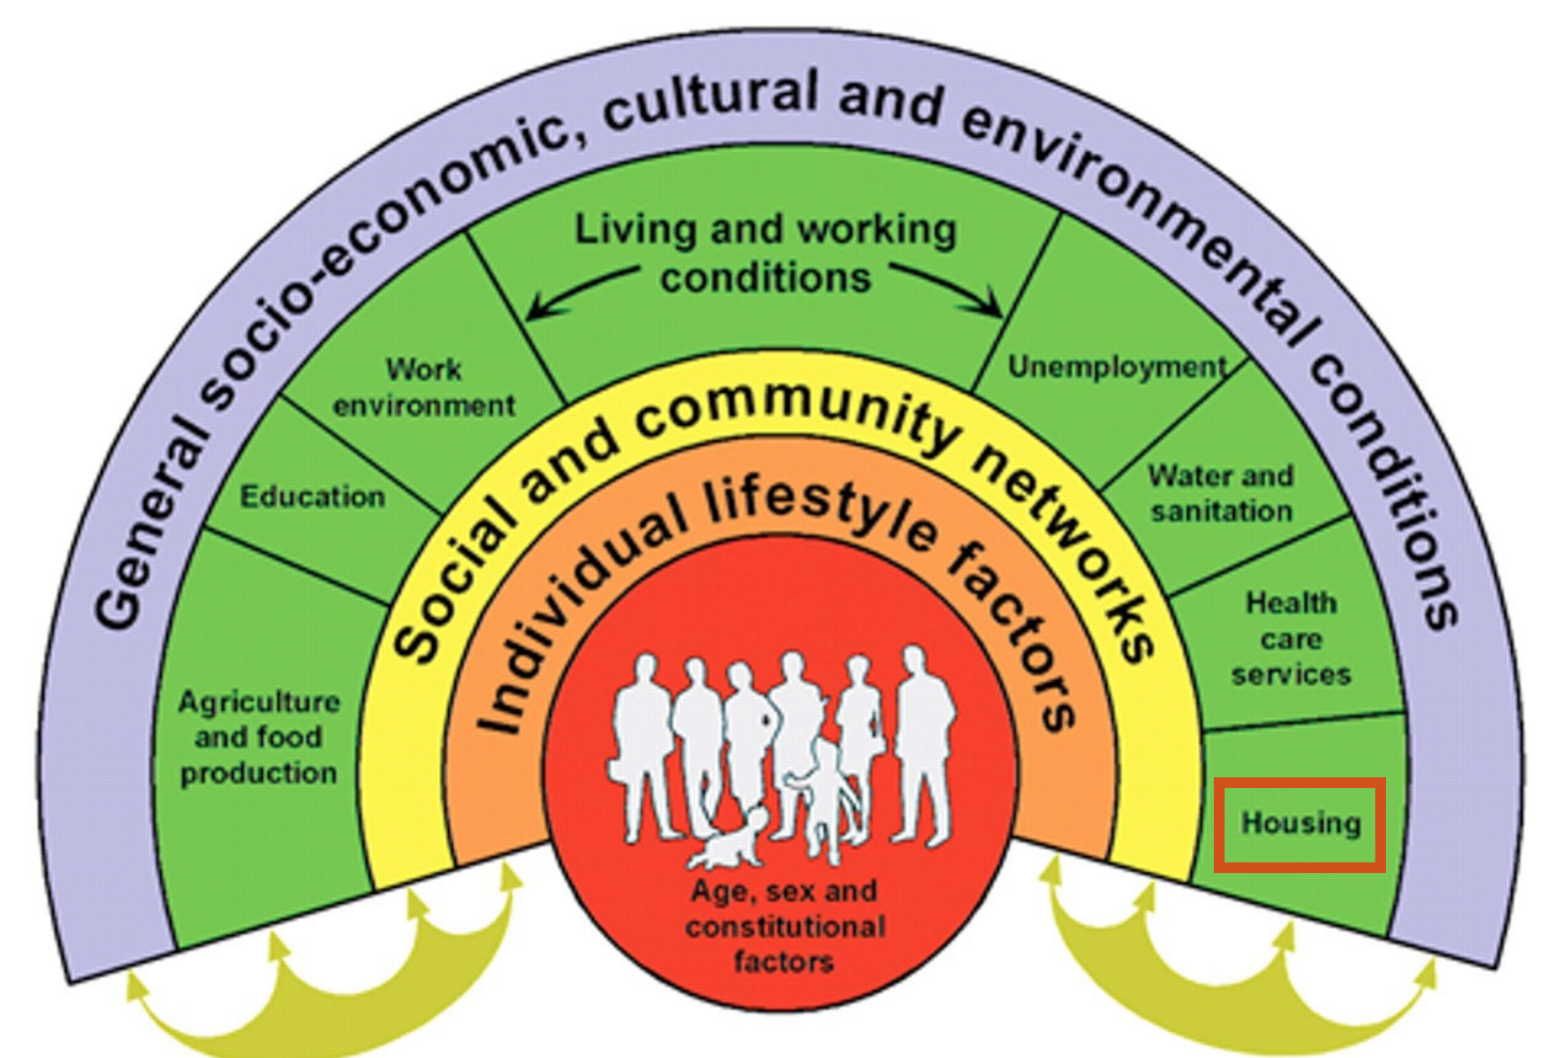 General socio-economic, cultural and environmental conditions
Living and working
conditions
Work
environment
Education
Agriculture
and food
production
Unemployment
Water and
sanitation
Health
care
services
Housing
Social and community networks
Individual lifestyle factors
Age, sex and
constitutional
factors